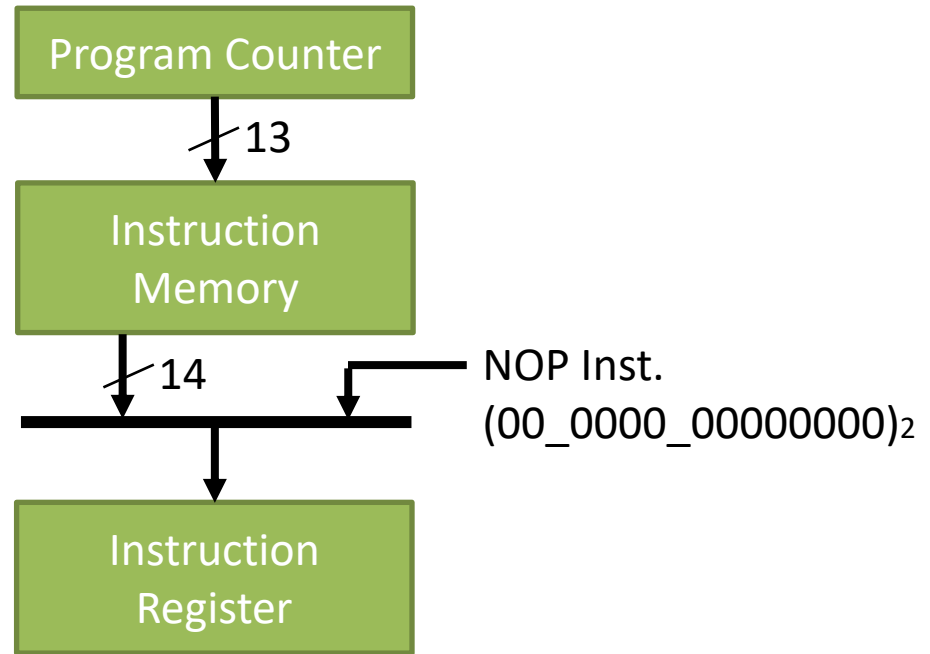 Program Counter
13
Instruction
Memory
14
NOP Inst.
(00_0000_00000000)2
Instruction
Register